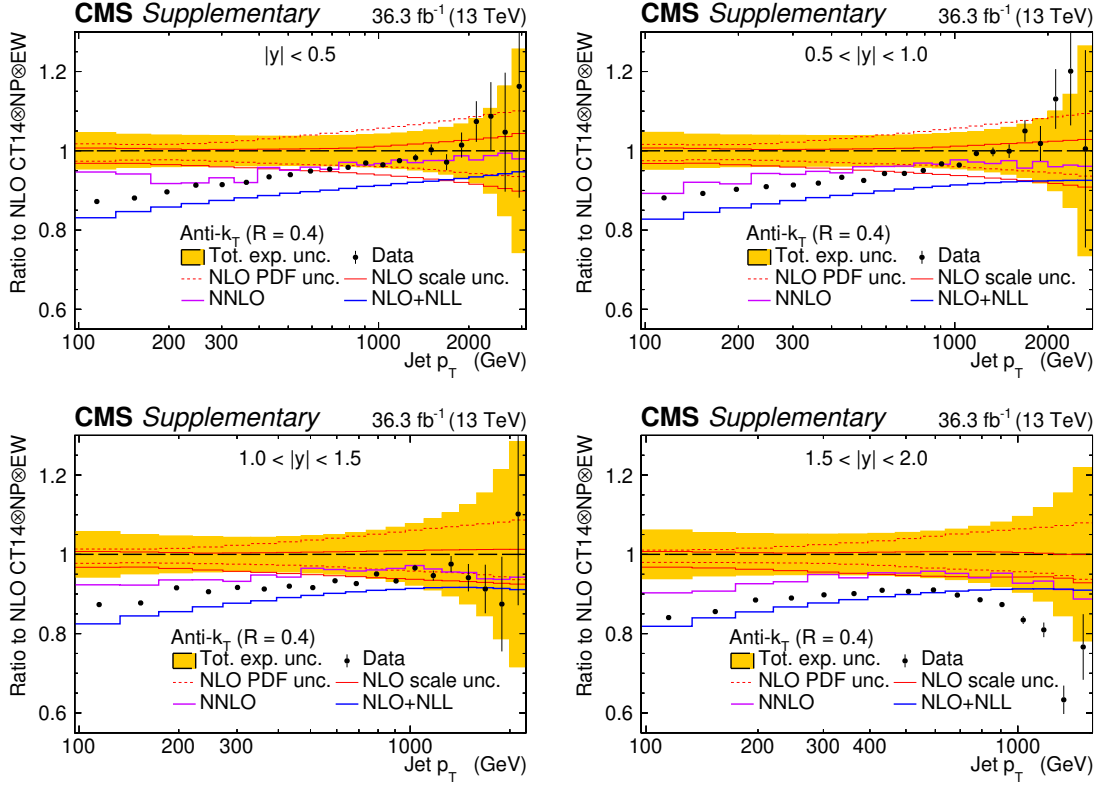 CMS Supplementary 36.3 fb-1 (13 TeV)
|y| < 0.5
Ratio to NLO CT14⊗NP⊗EW
1.2
1
0.8
0.6
Anti-kT (R = 0.4)
Tot. exp. unc. Data
NLO PDF unc. NLO scale unc.
NNLO NLO+NLL
100 200 300 1000 2000
Jet pT (GeV)
CMS Supplementary 36.3 fb-1 (13 TeV)
0.5 < |y| < 1.0
Ratio to NLO CT14⊗NP⊗EW
1.2
1
0.8
0.6
Anti-kT (R = 0.4)
Tot. exp. unc. Data
NLO PDF unc. NLO scale unc.
NNLO NLO+NLL
100 200 300 1000 2000
Jet pT (GeV)
CMS Supplementary 36.3 fb-1 (13 TeV)
1.0 < |y| < 1.5
Ratio to NLO CT14⊗NP⊗EW
1.2
1
0.8
0.6
Anti-kT (R = 0.4)
Tot. exp. unc. Data
NLO PDF unc. NLO scale unc.
NNLO NLO+NLL
100 200 300 1000
Jet pT (GeV)
CMS Supplementary 36.3 fb-1 (13 TeV)
1.5 < |y| < 2.0
Ratio to NLO CT14⊗NP⊗EW
1.2
1
0.8
0.6
Anti-kT (R = 0.4)
Tot. exp. unc. Data
NLO PDF unc. NLO scale unc.
NNLO NLO+NLL
100 200 300 400 1000
Jet pT (GeV)